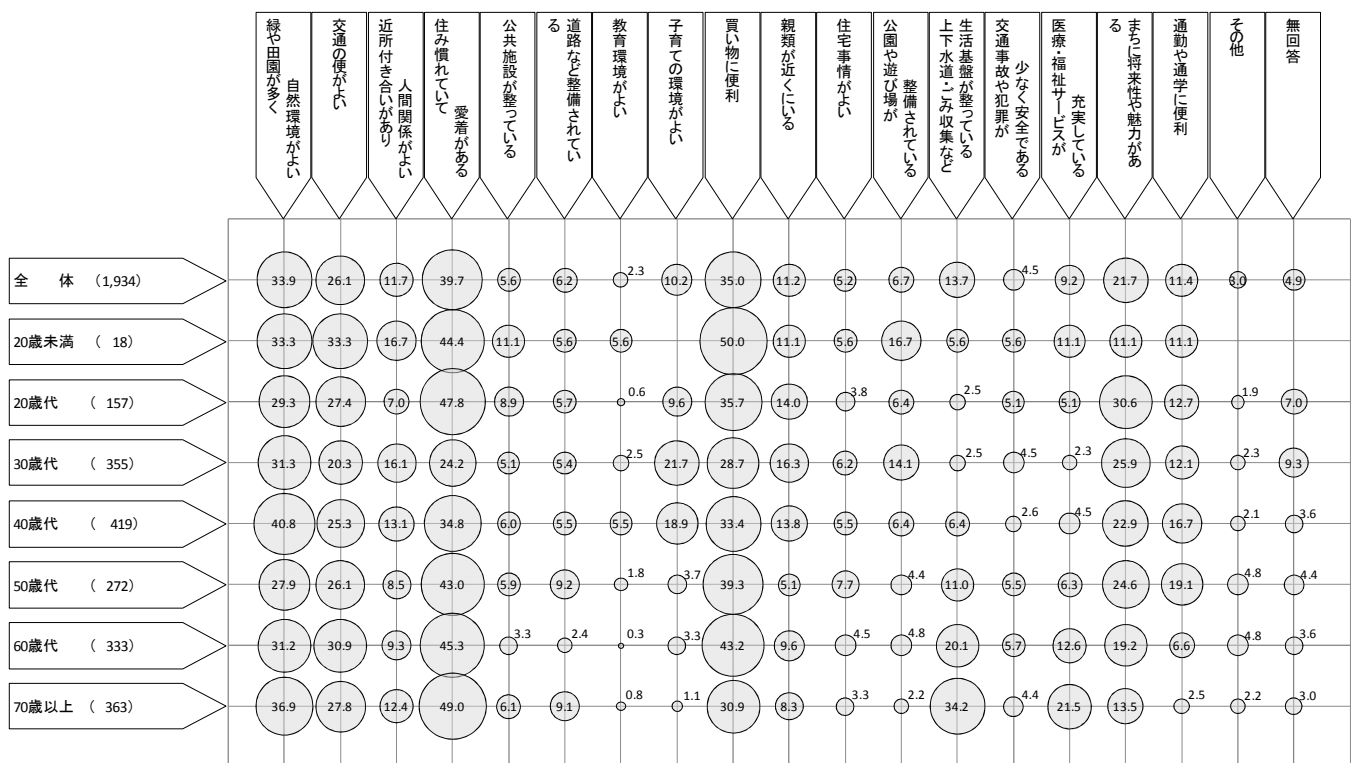 緑や田園が多く
自然環境がよい
交通の便がよい
近所付き合いがあり
人間関係がよい
住み慣れていて
愛着がある
公共施設が整っている
道路など整備されてい
る
教育環境がよい
子育ての環境がよい
買い物に便利
親類が近くにいる
住宅事情がよい
公園や遊び場が
整備されている
生活基盤が整っている
上下水道・ごみ収集など
交通事故や犯罪が
少なく安全である
医療・福祉サービスが
充実している
まちに将来性や魅力があ
る
通勤や通学に便利
その他
無回答
全 体 (1,934)
33.9 26.1 11.7 39.7 5.6 6.2 2.3 10.2 35.0 11.2 5.2 6.7 13.7 4.5 9.2 21.7 11.4 3.0 4.9
20歳未満 ( 18)
33.3 33.3 16.7 44.4 11.1 5.6 5.6 50.0 11.1 5.6 16.7 5.6 5.6 11.1 11.1 11.1
20歳代 ( 157)
29.3 27.4 7.0 47.8 8.9 5.7 0.6 9.6 35.7 14.0 3.8 6.4 2.5 5.1 5.1 30.6 12.7 1.9 7.0
30歳代 ( 355)
31.3 20.3 16.1 24.2 5.1 5.4 2.5 21.7 28.7 16.3 6.2 14.1 2.5 4.5 2.3 25.9 12.1 2.3 9.3
40歳代 ( 419)
40.8 25.3 13.1 34.8 6.0 5.5 5.5 18.9 33.4 13.8 5.5 6.4 6.4 2.6 4.5 22.9 16.7 2.1 3.6
50歳代 ( 272)
27.9 26.1 8.5 43.0 5.9 9.2 1.8 3.7 39.3 5.1 7.7 4.4 11.0 5.5 6.3 24.6 19.1 4.8 4.4
60歳代 ( 333)
31.2 30.9 9.3 45.3 3.3 2.4 0.3 3.3 43.2 9.6 4.5 4.8 20.1 5.7 12.6 19.2 6.6 4.8 3.6
70歳以上 ( 363)
36.9 27.8 12.4 49.0 6.1 9.1 0.8 1.1 30.9 8.3 3.3 2.2 34.2 4.4 21.5 13.5 2.5 2.2 3.0